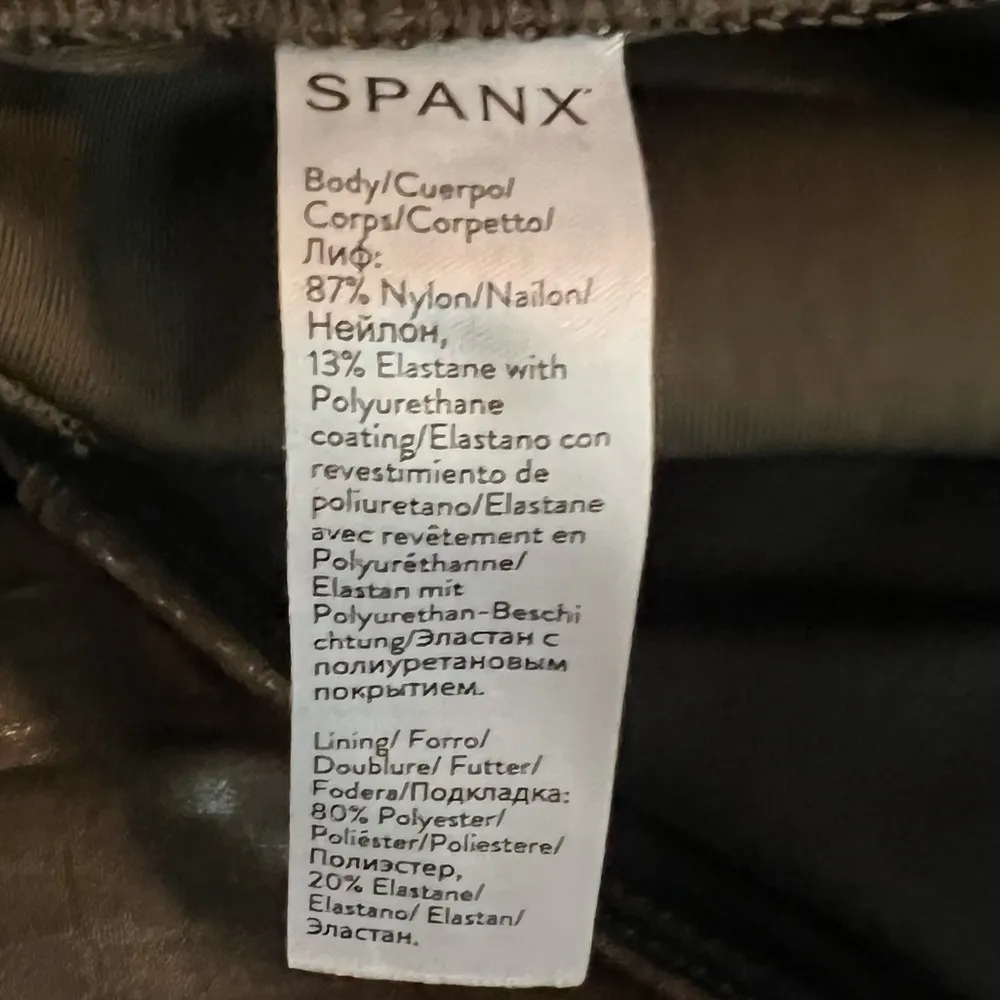 SPANX
Body/Cuerpo/
Corps/Corpetto/
Лиф:
87% Nylon/Nailon/
Нейлон,
13% Elastane with
Polyurethane
coating/Elastano con
revestimiento de
poliuretano/Elastane
avec revêtement en
Polyuréthanne/
Elastan mit
Polyurethan-Beschi
chtung/Эластан с
полиуретановым
покрытием.
Lining/ Forro/
Doublure/ Futter/
Fodera/Подкладка:
80% Polyester/
Poliéster/Poliestere/
Полиэстер,
20% Elastane/
Elastano/ Elastan/
Эластан.